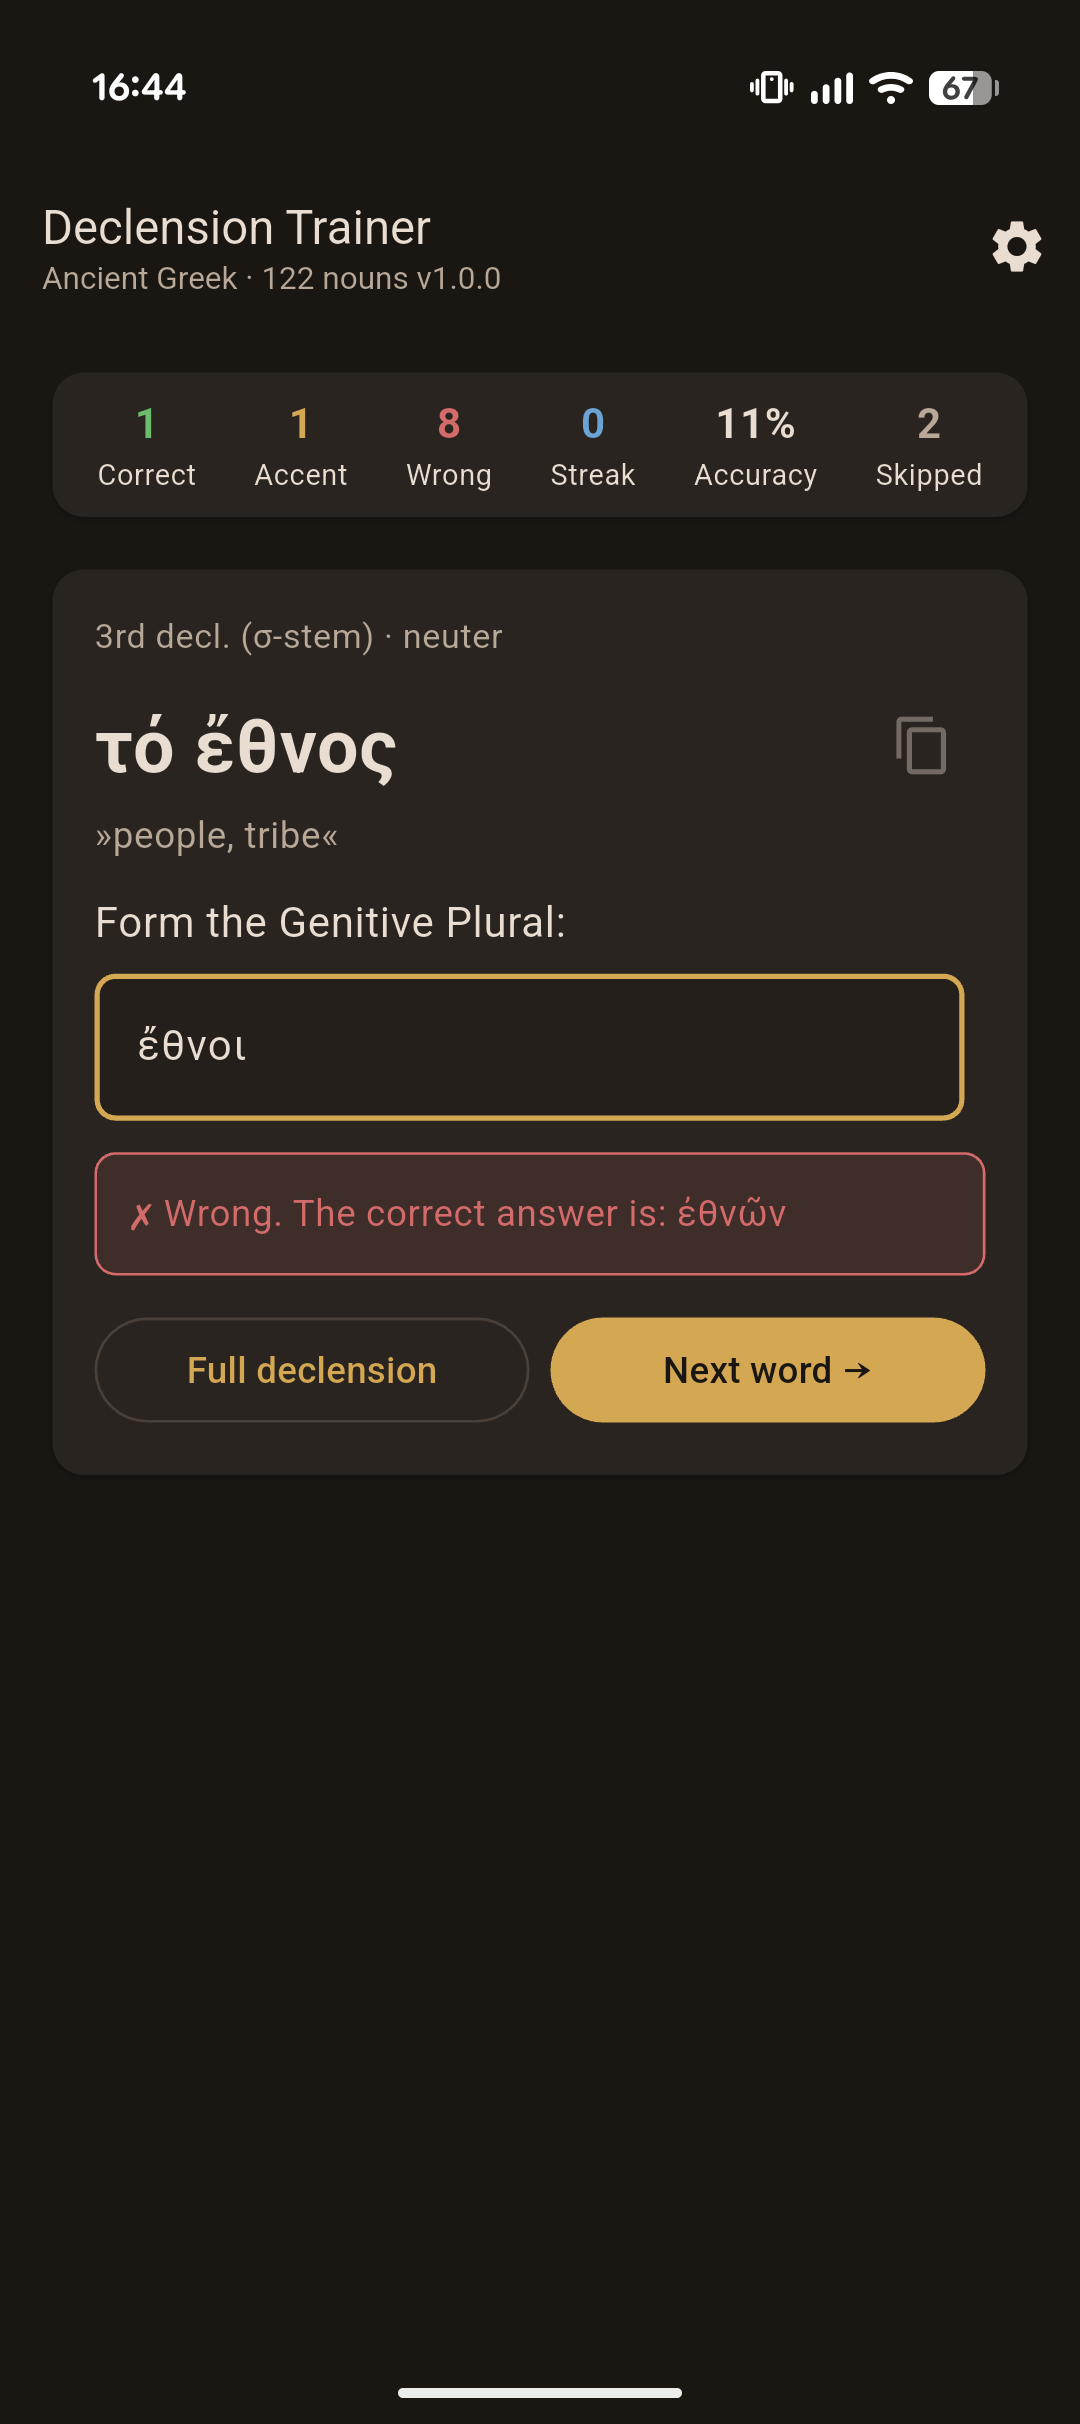 16:44
67
Declension Trainer
Ancient Greek · 122 nouns v1.0.0
1 1 8 0 11% 2
Correct Accent Wrong Streak Accuracy Skipped
3rd decl. (σ-stem) · neuter
τό ἔθνος
»people, tribe«
Form the Genitive Plural:
ἔθνοι
✗ Wrong. The correct answer is: ἐθνῶν
Full declension
Next word →